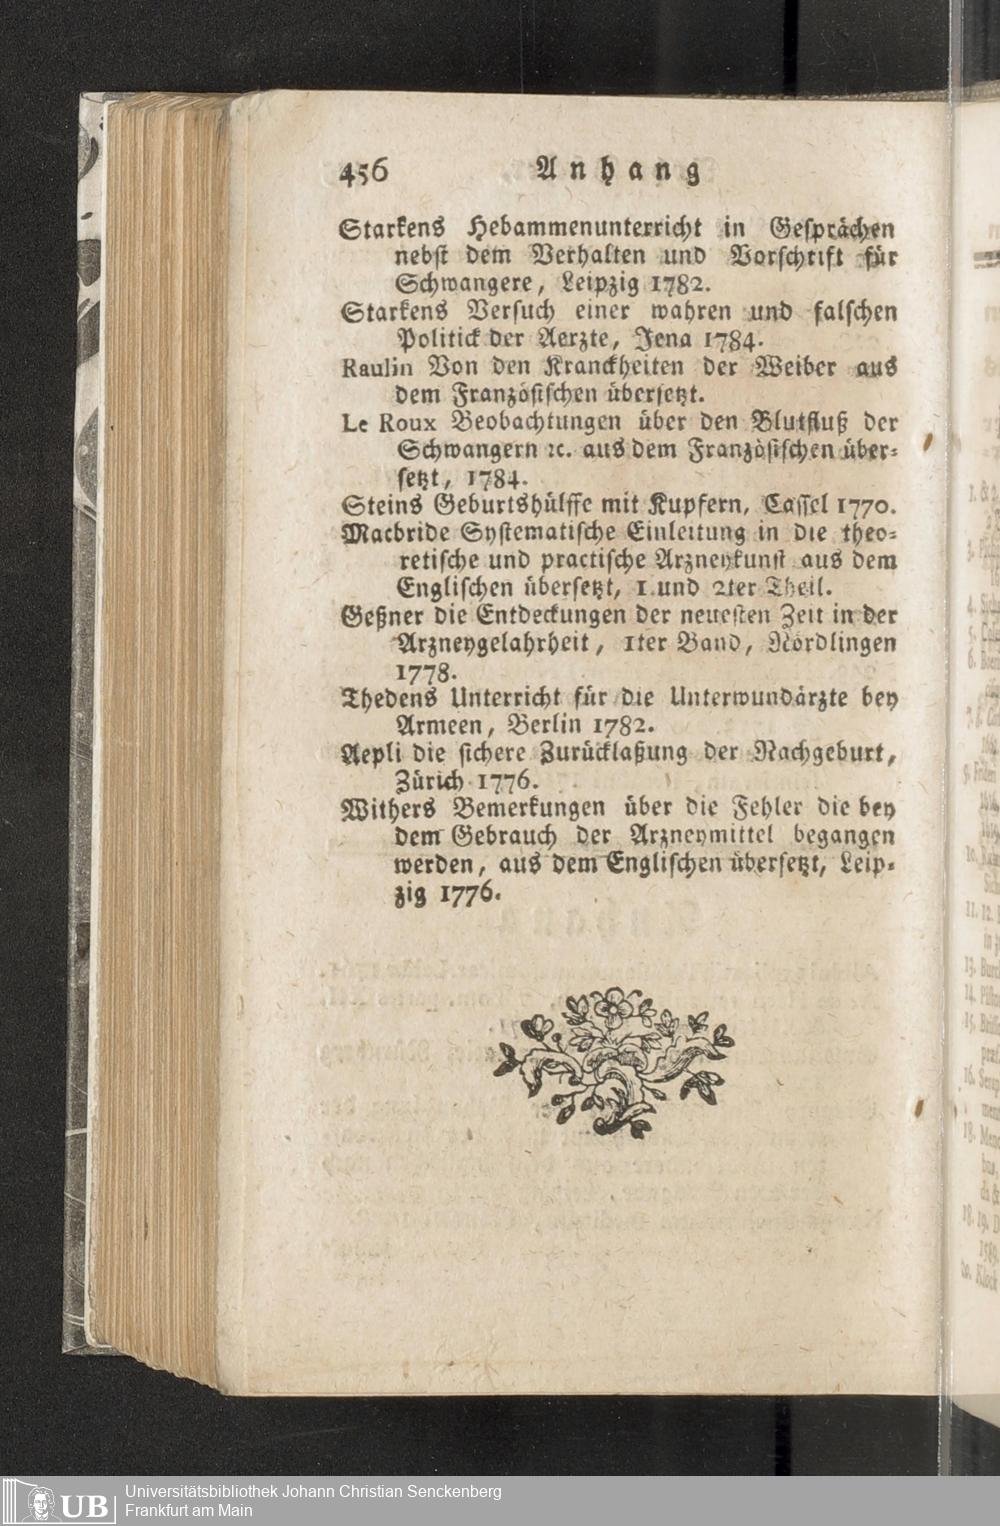 456 Anhang
Starkens Hebammenunterricht in Gesprächen
nebst dem Verhalten und Vorschrift für
Schwangere, Leipzig 1782.
Starkens Versuch einer wahren und falschen
Politick der Aerzte, Jena 1784.
Raulin Von den Kranckheiten der Weiber aus
dem Französischen übersetzt.
Le Roux Beobachtungen über den Blutfluß der
Schwangern ꝛc. aus dem Französischen über-
setzt, 1784.
Steins Geburtshülffe mit Kupfern, Cassel 1770.
Macbride Systematische Einleitung in die theo-
retische und practische Arzneykunst aus dem
Englischen übersetzt, 1 und 2ter Theil.
Geßner die Entdeckungen der neuesten Zeit in der
Arzneygelahrheit, 1ter Band, Nördlingen
1778.
Thedens Unterricht für die Unterwundärzte bey
Armeen, Berlin 1782.
Aepli die sichere Zurücklaßung der Nachgeburt,
Zürich 1776.
Withers Bemerkungen über die Fehler die bey
dem Gebrauch der Arzneymittel begangen
werden, aus dem Englischen übersetzt, Leip-
zig 1776.
UB
Universitätsbibliothek Johann Christian Senckenberg
Frankfurt am Main